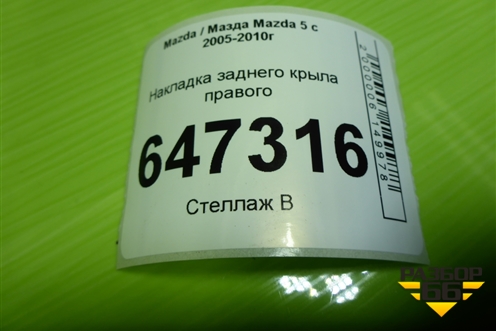 Mazda / Мазда Mazda 5 с
2005-2010г
Накладка заднего крыла
правого
647316
Стеллаж В
2000006149978
РАЗБОР
66